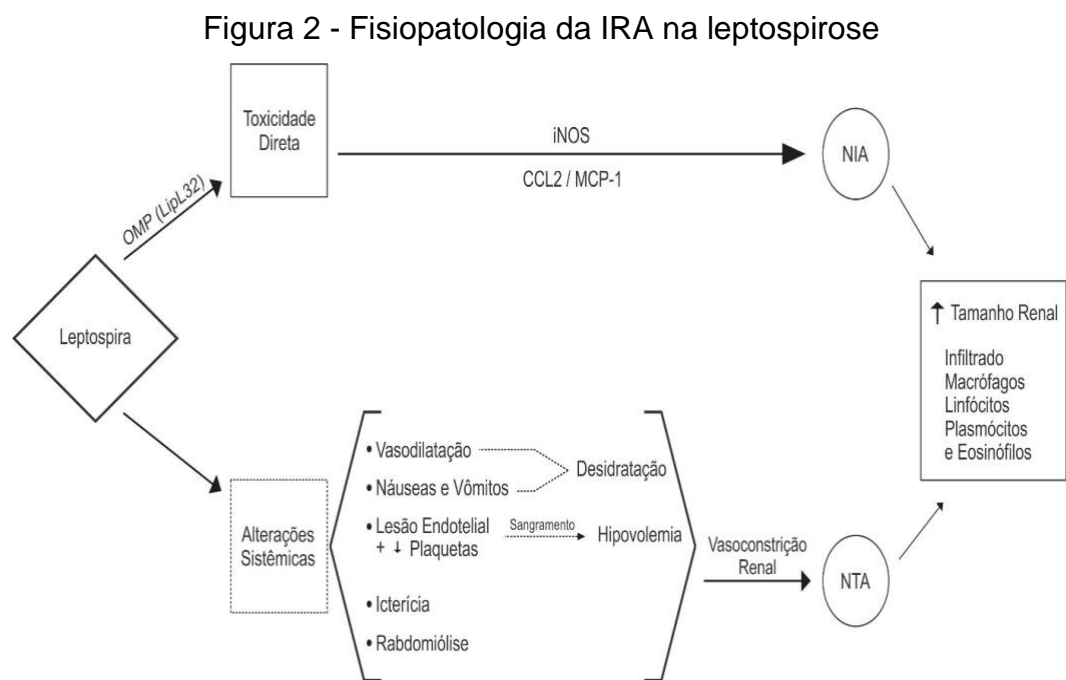 Figura 2 - Fisiopatologia da IRA na leptospirose
Toxicidade
Direta
OMP (LipL32)
iNOS
CCL2 / MCP-1
NIA
Leptospira
↑ Tamanho Renal
Infiltrado
Macrófagos
Linfócitos
Plasmócitos
e Eosinófilos
Alterações
Sistêmicas
• Vasodilatação
• Náuseas e Vômitos
Desidratação
• Lesão Endotelial
+ ↓ Plaquetas
Sangramento
Hipovolemia
• Icterícia
• Rabdomiólise
Vasoconstrição
Renal
NTA